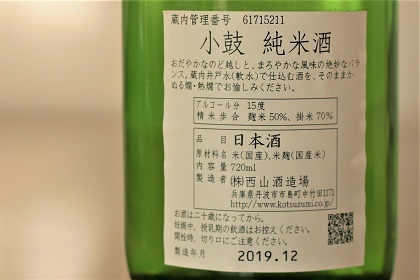 蔵内管理番号 61715211
小鼓 純米酒
おだやかなのど越しと、まろやかな風味の絶妙なバラ
ンス。蔵内井戸水(軟水)で仕込む酒を、そのままか
ぬる燗・熱燗でお愉しみください。
アルコール分 15度
精米歩合 麹米50%、掛米70%
品目 日本酒
原材料名 米(国産)、米麹(国産米)
内容量 720ml
製造者 ㈱西山酒造場
兵庫県丹波市市島町中竹田1171
http://www.kotsuzumi.co.jp/
お酒は二十歳になってから。
妊娠中、授乳期の飲酒はお控えください。
開栓時、切り口にご注意ください。
製造年月 2019.12